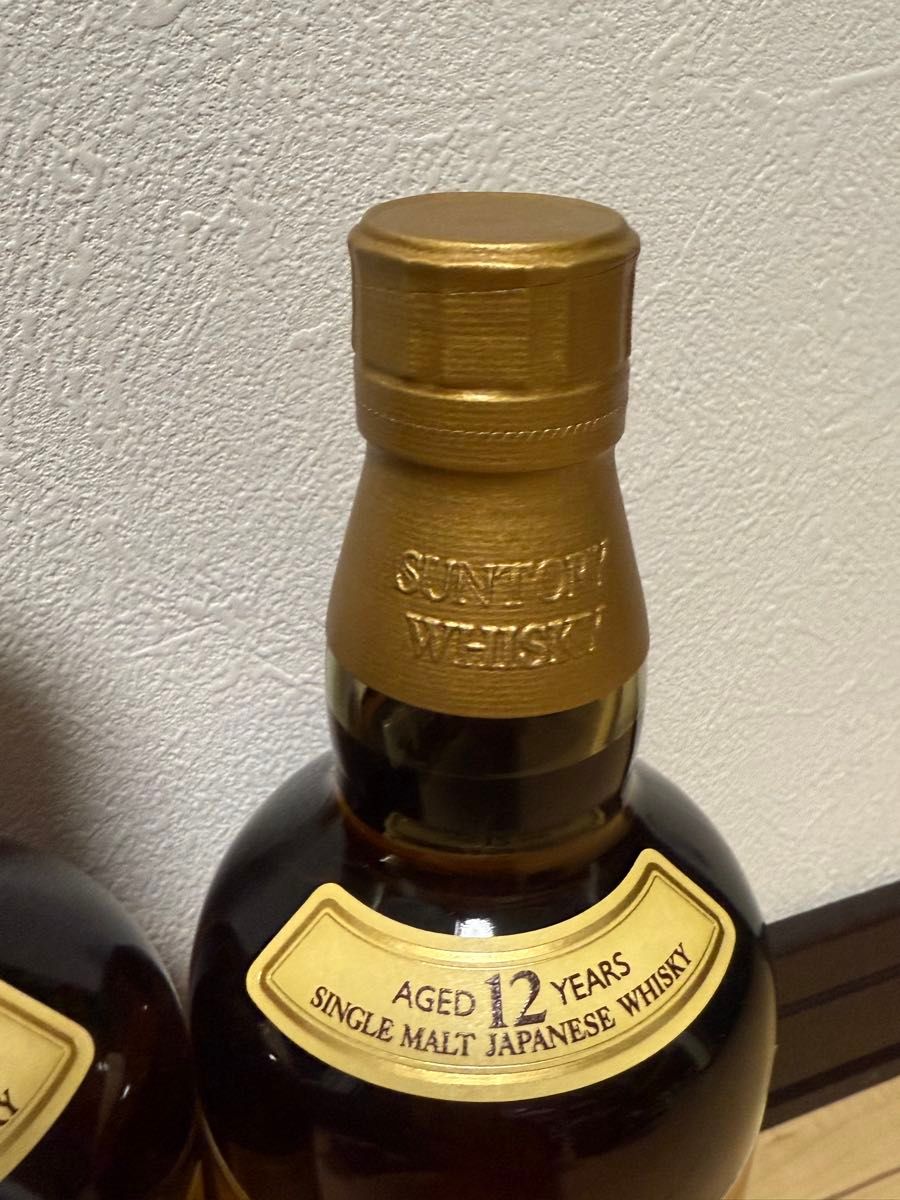 SUNTORY
WHISKY
AGED 12 YEARS
SINGLE MALT JAPANESE WHISKY